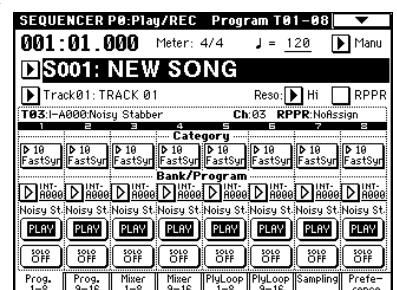 SEQUENCER P0:Play/REC Program T01-08
001:01.000 Meter: 4/4 ♩ = 120 Manu
S001: NEW SONG
Track01: TRACK 01 Reso: Hi RPPR
T03:I-A000:Noisy Stabber Ch:03 RPPR:NoAssign
1 2 3 4 5 6 7 8
Category
10 10 10 10 10 10 10 10
FastSyn FastSyn FastSyn FastSyn FastSyn FastSyn FastSyn FastSyn
Bank/Program
INT- INT- INT- INT- INT- INT- INT- INT-
A000 A000 A000 A000 A000 A000 A000 A000
Noisy St. Noisy St. Noisy St. Noisy St. Noisy St. Noisy St. Noisy St. Noisy St.
PLAY PLAY PLAY PLAY PLAY PLAY PLAY PLAY
SOLO SOLO SOLO SOLO SOLO SOLO SOLO SOLO
OFF OFF OFF OFF OFF OFF OFF OFF
Prog. Prog. Mixer Mixer PlyLoop PlyLoop Sampling Prefe-
1-8 9-16 1-8 9-16 1-8 9-16 rence